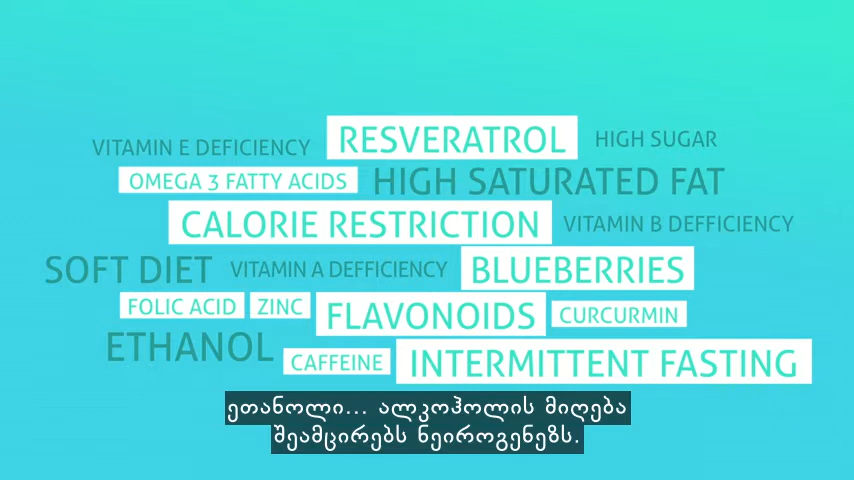 VITAMIN E DEFICIENCY RESVERATROL HIGH SUGAR
OMEGA 3 FATTY ACIDS HIGH SATURATED FAT
CALORIE RESTRICTION VITAMIN B DEFFICIENCY
SOFT DIET VITAMIN A DEFFICIENCY BLUEBERRIES
FOLIC ACID ZINC FLAVONOIDS CURCURMIN
ETHANOL CAFFEINE INTERMITTENT FASTING
ეთანოლი... ალკოჰოლის მიღება
შეამცირებს ნეიროგენეზს.